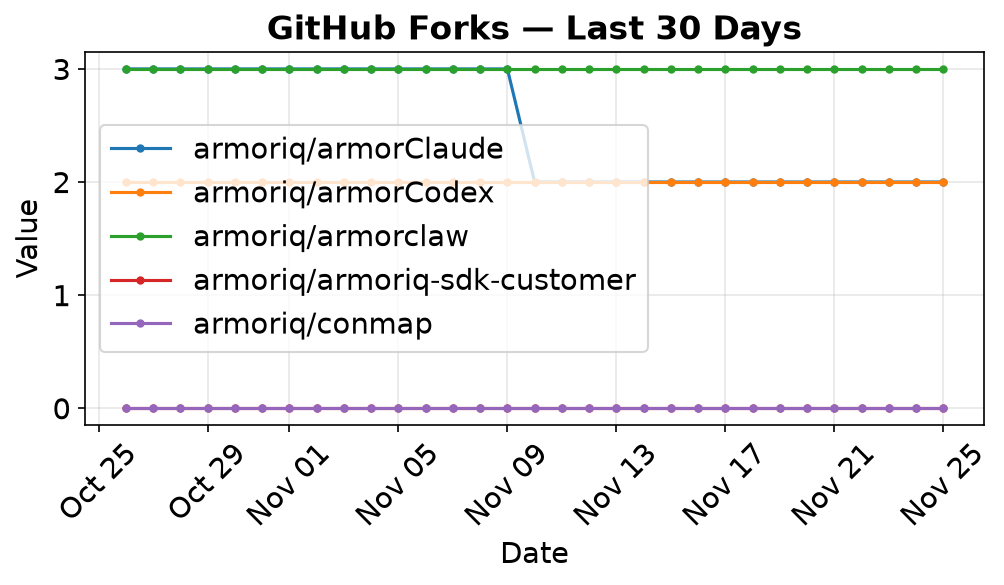 GitHub Forks — Last 30 Days
Value
3
2
1
0
armoriq/armorClaude
armoriq/armorCodex
armoriq/armorclaw
armoriq/armoriq-sdk-customer
armoriq/conmap
Oct 25
Oct 29
Nov 01
Nov 05
Nov 09
Nov 13
Nov 17
Nov 21
Nov 25
Date